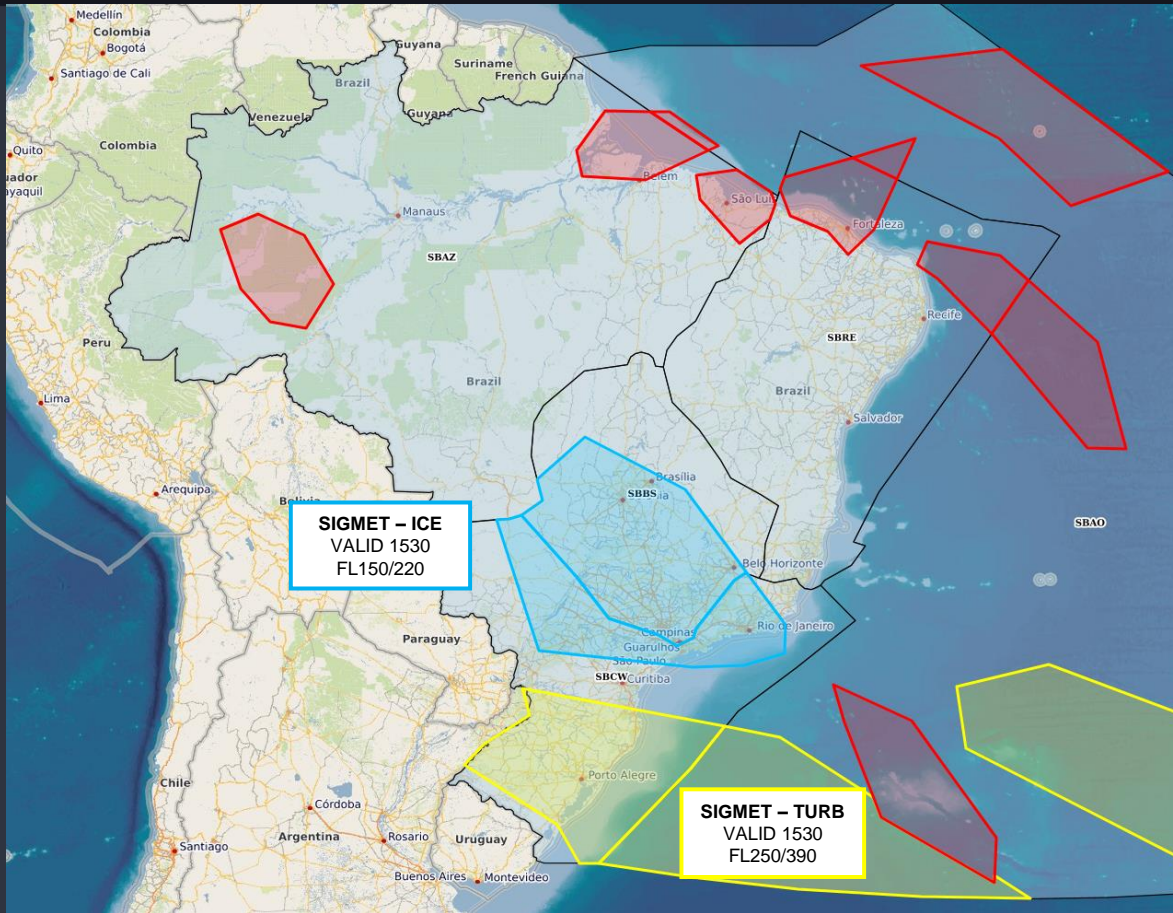 Medellín
Colombia
Bogotá
Santiago de Cali
Guyana
Suriname
French Guiana
Brazil
Venezuela
Guyana
Colombia
Quito
uador
ayaquil
Belém
São Luí
Manaus
Fortaleza
SBAZ
Recife
Peru
SBRE
Brazil
Brazil
Lima
Salvador
Brasília
SBBS
Arequipa
SIGMET – ICE
VALID 1530
FL150/220
SBAO
Belo Horizonte
Rio de Janeiro
Campinas
Paraguay
Guarulhos
São Paulo
SBCW
Curitiba
Chile
Porto Alegre
Córdoba
SIGMET – TURB
VALID 1530
FL250/390
Santiago
Argentina
Rosario
Uruguay
Buenos Aires
Montevideo